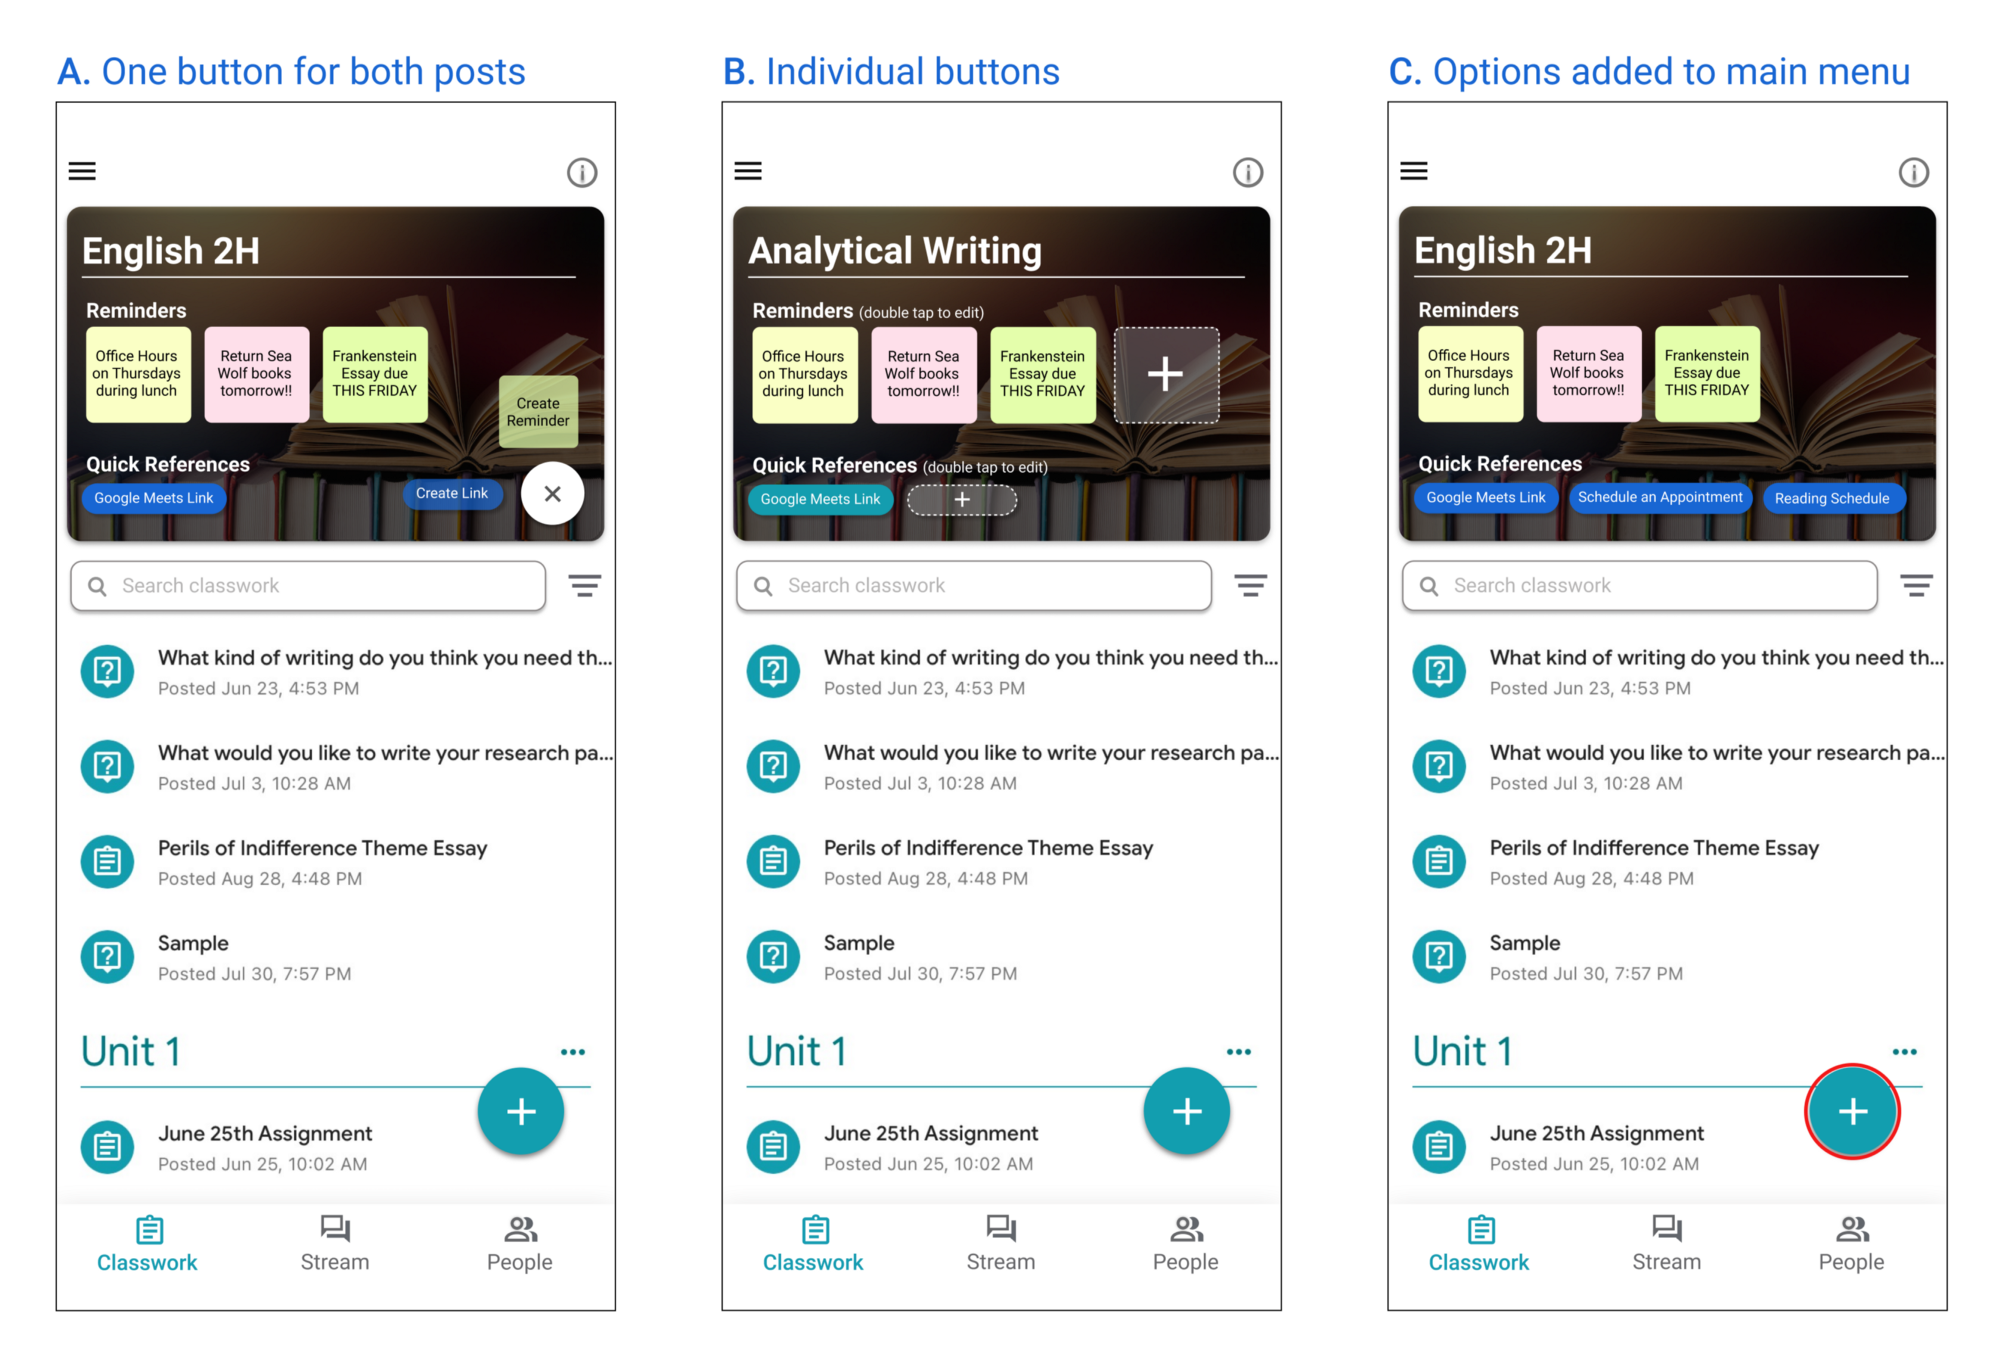 A. One button for both posts
English 2H
Reminders
Office Hours
on Thursdays
during lunch
Return Sea
Wolf books
tomorrow!!
Frankenstein
Essay due
THIS FRIDAY
Create
Reminder
Quick References
Google Meets Link
Create Link
Search classwork
What kind of writing do you think you need th...
Posted Jun 23, 4:53 PM
What would you like to write your research pa...
Posted Jul 3, 10:28 AM
Perils of Indifference Theme Essay
Posted Aug 28, 4:48 PM
Sample
Posted Jul 30, 7:57 PM
Unit 1
June 25th Assignment
Posted Jun 25, 10:02 AM
Classwork
Stream
People
B. Individual buttons
Analytical Writing
Reminders (double tap to edit)
Office Hours
on Thursdays
during lunch
Return Sea
Wolf books
tomorrow!!
Frankenstein
Essay due
THIS FRIDAY
Quick References (double tap to edit)
Google Meets Link
Search classwork
What kind of writing do you think you need th...
Posted Jun 23, 4:53 PM
What would you like to write your research pa...
Posted Jul 3, 10:28 AM
Perils of Indifference Theme Essay
Posted Aug 28, 4:48 PM
Sample
Posted Jul 30, 7:57 PM
Unit 1
June 25th Assignment
Posted Jun 25, 10:02 AM
Classwork
Stream
People
C. Options added to main menu
English 2H
Reminders
Office Hours
on Thursdays
during lunch
Return Sea
Wolf books
tomorrow!!
Frankenstein
Essay due
THIS FRIDAY
Quick References
Google Meets Link
Schedule an Appointment
Reading Schedule
Search classwork
What kind of writing do you think you need th...
Posted Jun 23, 4:53 PM
What would you like to write your research pa...
Posted Jul 3, 10:28 AM
Perils of Indifference Theme Essay
Posted Aug 28, 4:48 PM
Sample
Posted Jul 30, 7:57 PM
Unit 1
June 25th Assignment
Posted Jun 25, 10:02 AM
Classwork
Stream
People